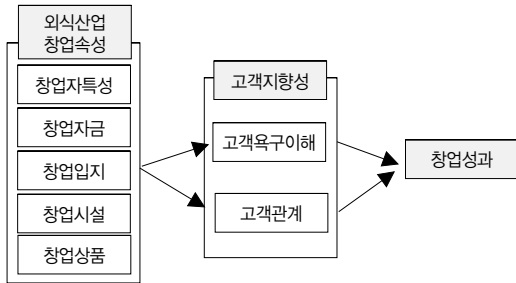 외식산업
창업속성
창업자특성
창업자금
창업입지
창업시설
창업상품
고객지향성
고객욕구이해
고객관계
창업성과